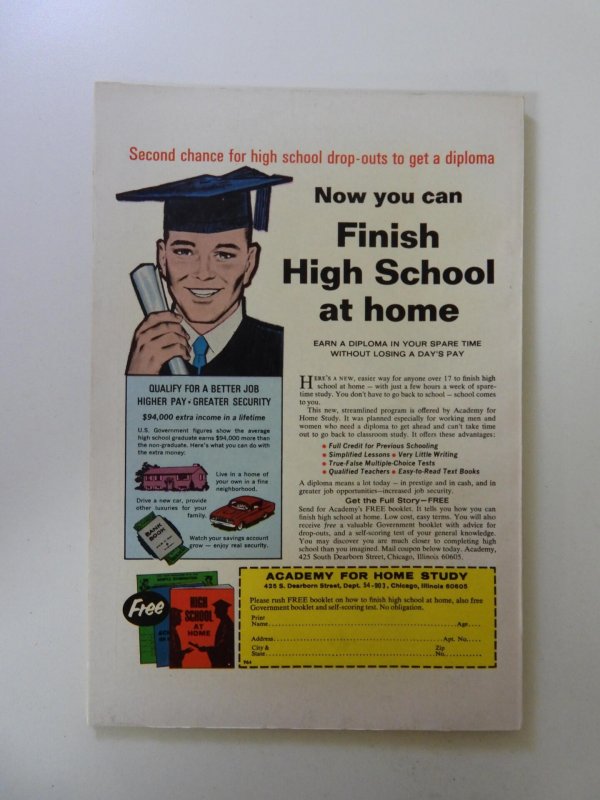 Second chance for high school drop-outs to get a diploma
Now you can
Finish
High School
at home
EARN A DIPLOMA IN YOUR SPARE TIME
WITHOUT LOSING A DAY'S PAY
HERE'S A NEW, easier way for anyone over 17 to finish high
school at home — with just a few hours a week of spare-
time study. You don't have to go back to school — school comes
to you.
This new, streamlined program is offered by Academy for
Home Study. It was planned especially for working men and
women who need a diploma to get ahead and can't take time
out to go back to classroom study. It offers these advantages:
• Full Credit for Previous Schooling
• Simplified Lessons • Very Little Writing
• True-False Multiple-Choice Tests
• Qualified Teachers • Easy-to-Read Text Books
A diploma means a lot today — in prestige and in cash, and in
greater job opportunities—increased job security.
Get the Full Story—FREE
Send for Academy's FREE booklet. It tells you how you can
finish high school at home. Low cost, easy terms. You will also
receive free a valuable Government booklet with advice for
drop-outs, and a self-scoring test of your general knowledge.
You may discover you are much closer to completing high
school than you imagined. Mail coupon below today. Academy,
425 South Dearborn Street, Chicago, Illinois 60605.
QUALIFY FOR A BETTER JOB
HIGHER PAY • GREATER SECURITY
$94,000 extra income in a lifetime
U.S. Government figures show the average
high school graduate earns $94,000 more than
the non-graduate. Here's what you can do with
the extra money:
Live in a home of
your own in a fine
neighborhood.
Drive a new car, provide
other luxuries for your
family.
BANK
BOOK
Watch your savings account
grow — enjoy real security.
Free
HIGH
SCHOOL
AT
HOME
ACADEMY FOR HOME STUDY
425 S. Dearborn Street, Dept. 34-003, Chicago, Illinois 60605
Please rush FREE booklet on how to finish high school at home, also free
Government booklet and self-scoring test. No obligation.
Print
Name Age
Address Apt. No.
City & Zip
State No.